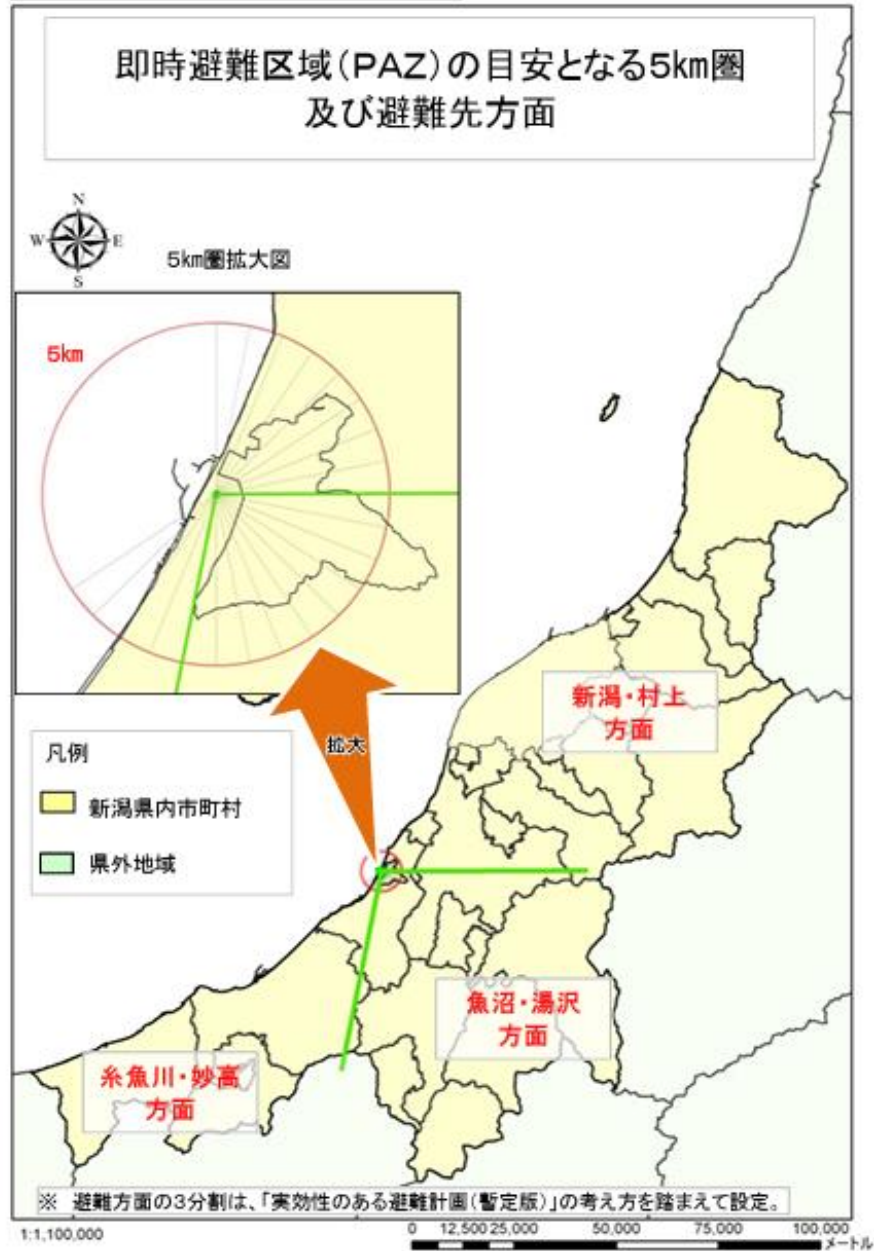 即時避難区域(PAZ)の目安となる5km圏
及び避難先方面
N
W
E
S
5km圏拡大図
5km
新潟・村上
方面
拡大
凡例
新潟県内市町村
県外地域
魚沼・湯沢
方面
糸魚川・妙高
方面
※ 避難方面の3分割は、「実効性のある避難計画(暫定版)」の考え方を踏まえて設定。
1:1,100,000
0 12,500 25,000 50,000 75,000 100,000
メートル